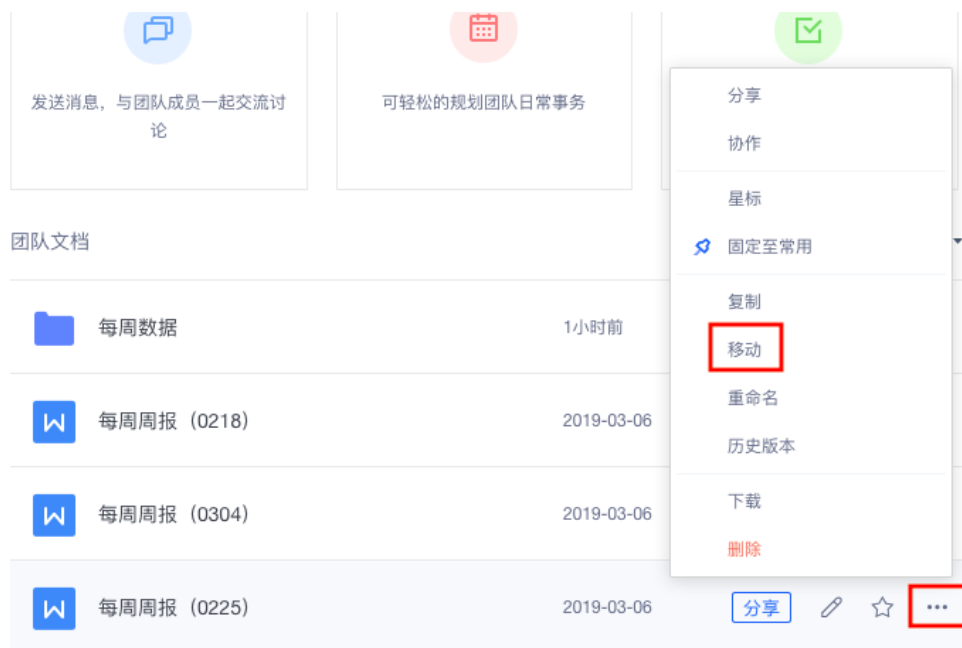 发送消息，与团队成员一起交流讨
论
可轻松的规划团队日常事务
分享
协作
星标
固定至常用
复制
移动
重命名
历史版本
下载
删除
团队文档
每周数据
1小时前
每周周报（0218）
2019-03-06
每周周报（0304）
2019-03-06
每周周报（0225）
2019-03-06
分享